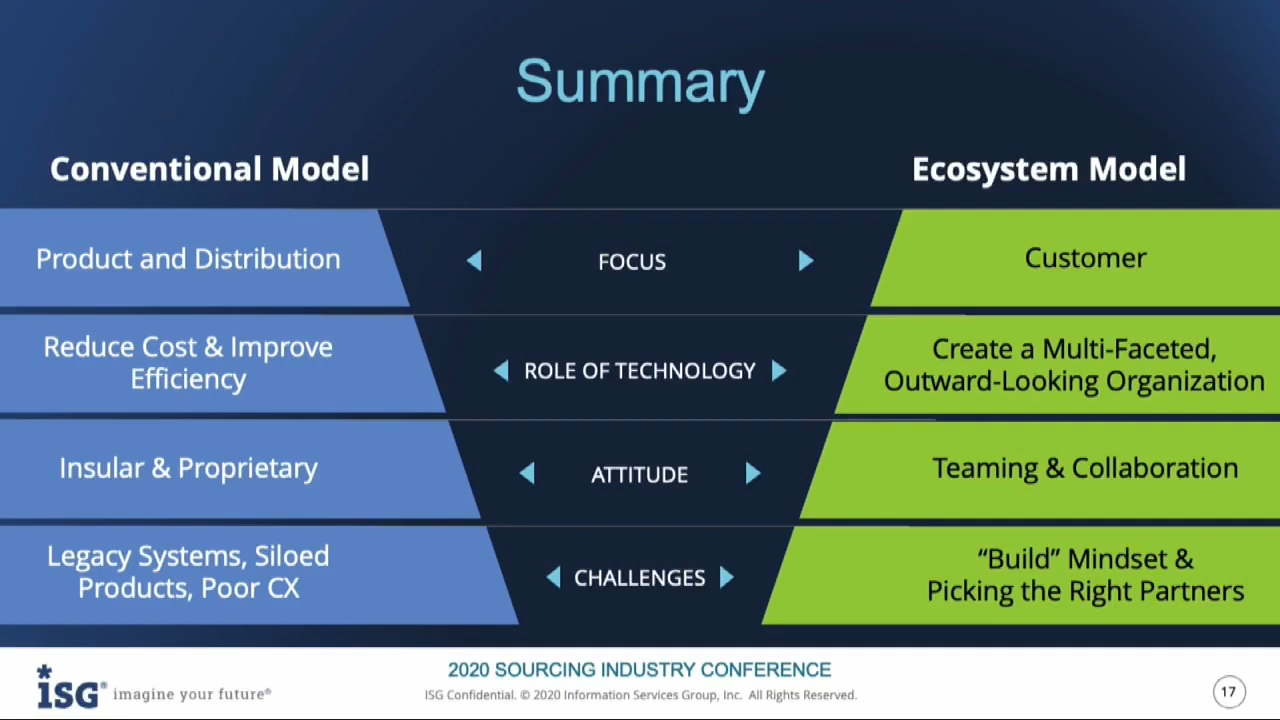 Summary
Conventional Model
Ecosystem Model
Product and Distribution
FOCUS
Customer
Reduce Cost & Improve
Efficiency
ROLE OF TECHNOLOGY
Create a Multi-Faceted,
Outward-Looking Organization
Insular & Proprietary
ATTITUDE
Teaming & Collaboration
Legacy Systems, Siloed
Products, Poor CX
CHALLENGES
“Build” Mindset &
Picking the Right Partners
*ISG® imagine your future®
2020 SOURCING INDUSTRY CONFERENCE
ISG Confidential. © 2020 Information Services Group, Inc. All Rights Reserved.
17